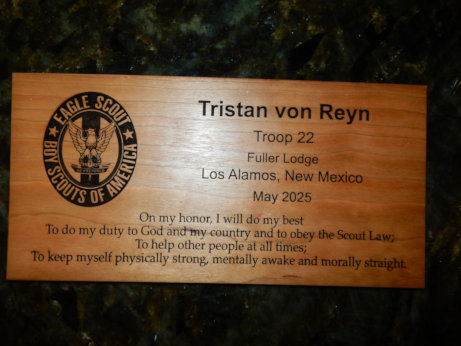 EAGLE SCOUT
BOY SCOUTS OF AMERICA
Tristan von Reyn
Troop 22
Fuller Lodge
Los Alamos, New Mexico
May 2025
On my honor, I will do my best
To do my duty to God and my country and to obey the Scout Law;
To help other people at all times;
To keep myself physically strong, mentally awake and morally straight.